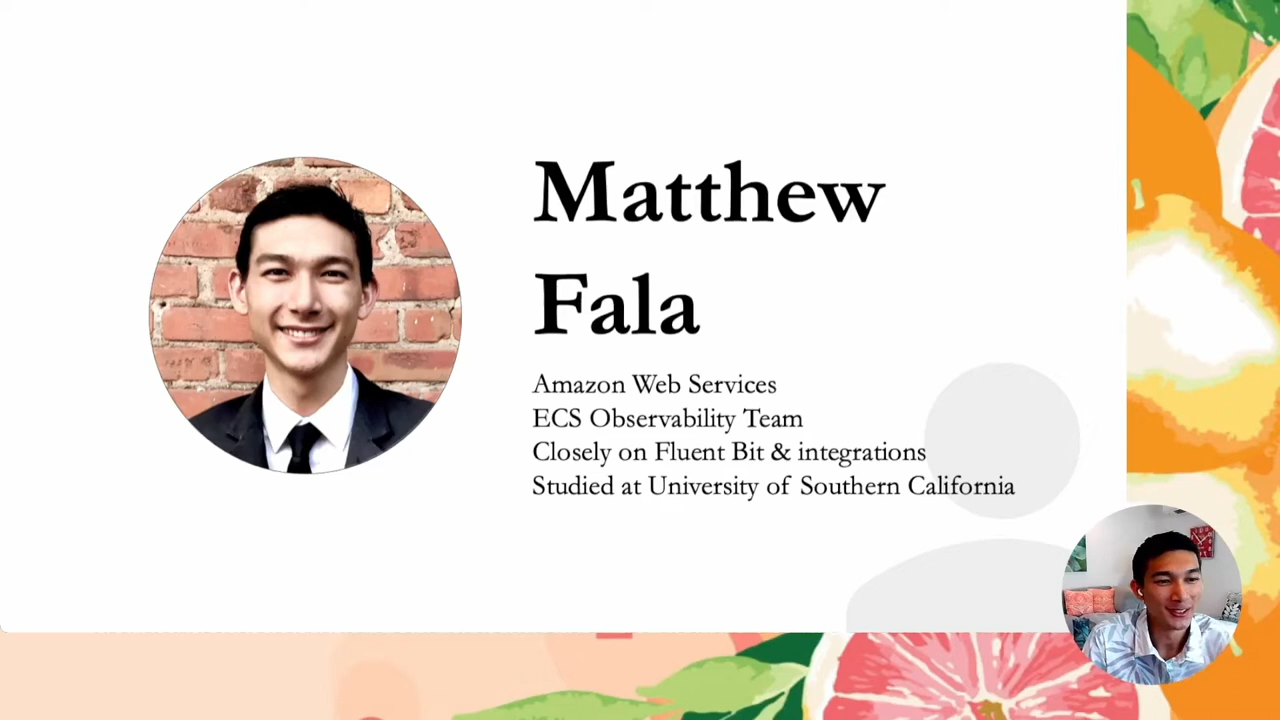 Matthew
Fala
Amazon Web Services
ECS Observability Team
Closely on Fluent Bit & integrations
Studied at University of Southern California